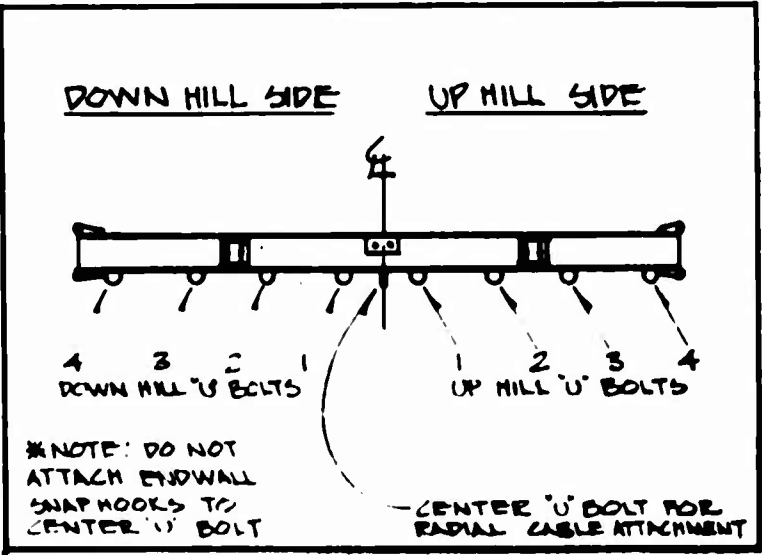 DOWN HILL SIDE
UP HILL SIDE
4 3 2 1
1 2 3 4
DOWN HILL "U" BOLTS
UP HILL "U" BOLTS
*NOTE: DO NOT
ATTACH ENDWALL
SNAP HOOKS TO
CENTER "U" BOLT
CENTER "U" BOLT FOR
RADIAL CABLE ATTACHMENT